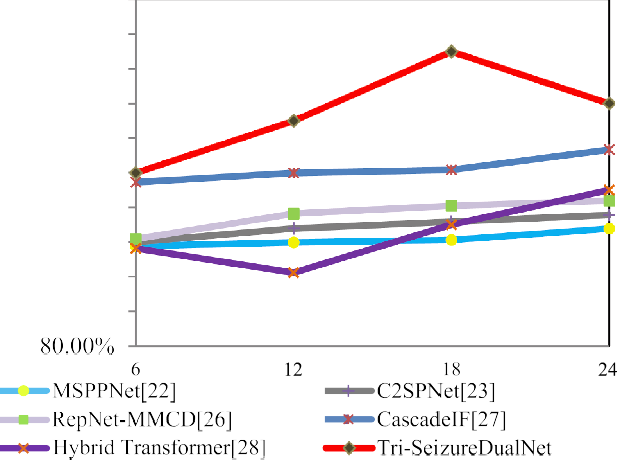 80.00%
6 12 18 24
MSPPNet[22] C2SPNet[23]
RepNet-MMCD[26] CascadeIF[27]
Hybrid Transformer[28] Tri-SeizureDualNet